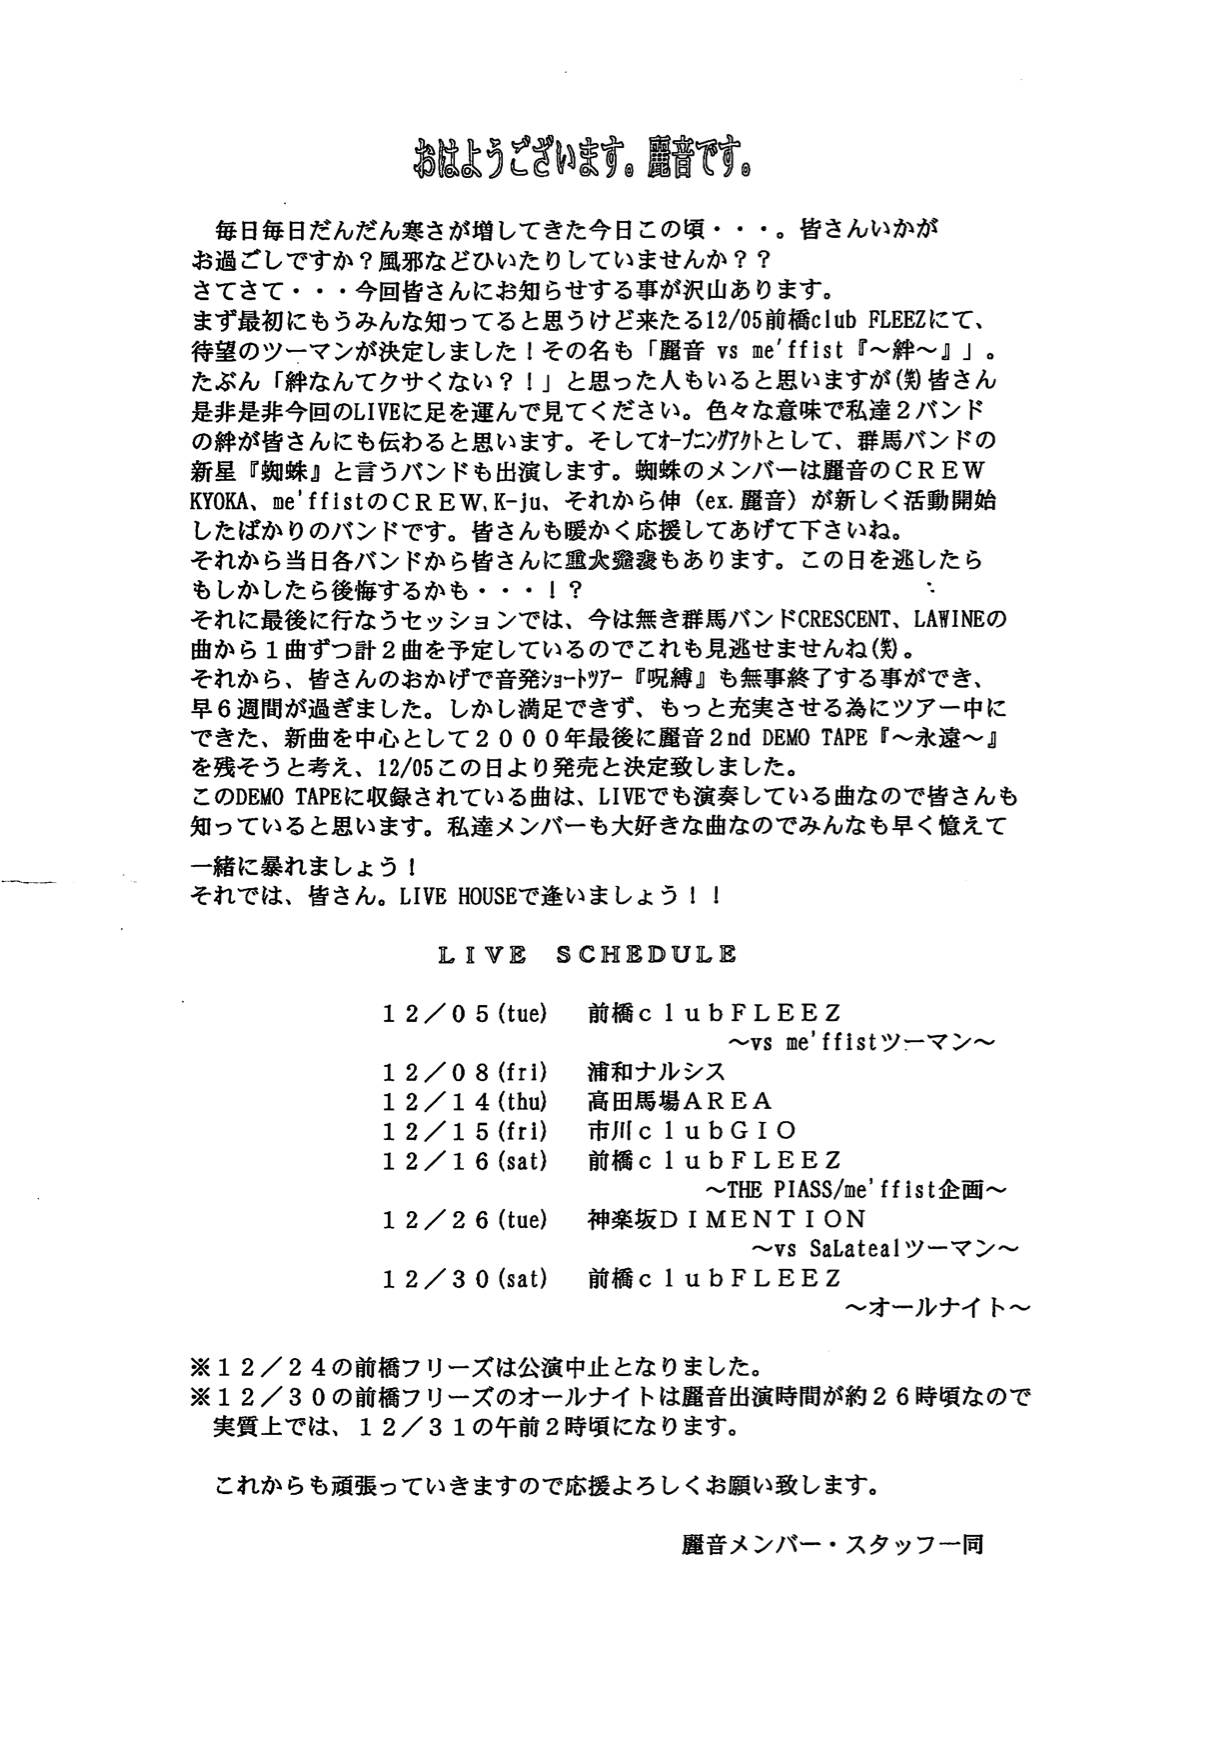 おはようございます。麗音です。
毎日毎日だんだん寒さが増してきた今日この頃・・・。皆さんいかが
お過ごしですか？風邪などひいたりしていませんか？？
さてさて・・・今回皆さんにお知らせする事が沢山あります。
まず最初にもうみんな知ってると思うけど来たる12/05前橋club FLEEZにて、
待望のツーマンが決定しました！その名も「麗音 vs me'ffist『～絆～』」。
たぶん「絆なんてクサくない？！」と思った人もいると思いますが(笑)皆さん
是非是非今回のLIVEに足を運んで見てください。色々な意味で私達２バンド
の絆が皆さんにも伝わると思います。そしてｵｰﾌﾟﾆﾝｸﾞｱｸﾄとして、群馬バンドの
新星『蜘蛛』と言うバンドも出演します。蜘蛛のメンバーは麗音のＣＲＥＷ
KYOKA、me'ffistのＣＲＥＷ,K-ju、それから伸（ex.麗音）が新しく活動開始
したばかりのバンドです。皆さんも暖かく応援してあげて下さいね。
それから当日各バンドから皆さんに重大発表もあります。この日を逃したら
もしかしたら後悔するかも・・・！？
それに最後に行なうセッションでは、今は無き群馬バンドCRESCENT、LAWINEの
曲から１曲ずつ計２曲を予定しているのでこれも見逃せませんね(笑)。
それから、皆さんのおかげで音発ｼｮｰﾄﾂｱｰ『呪縛』も無事終了する事ができ、
早６週間が過ぎました。しかし満足できず、もっと充実させる為にツアー中に
できた、新曲を中心として２０００年最後に麗音２nd DEMO TAPE『～永遠～』
を残そうと考え、12/05この日より発売と決定致しました。
このDEMO TAPEに収録されている曲は、LIVEでも演奏している曲なので皆さんも
知っていると思います。私達メンバーも大好きな曲なのでみんなも早く憶えて
一緒に暴れましょう！
それでは、皆さん。LIVE HOUSEで逢いましょう！！
ＬＩＶＥ　ＳＣＨＥＤＵＬＥ
１２／０５(tue)　前橋ｃｌｕｂＦＬＥＥＺ
～vs me'ffistツーマン～
１２／０８(fri)　浦和ナルシス
１２／１４(thu)　高田馬場ＡＲＥＡ
１２／１５(fri)　市川ｃｌｕｂＧＩＯ
１２／１６(sat)　前橋ｃｌｕｂＦＬＥＥＺ
～THE PIASS/me'ffist企画～
１２／２６(tue)　神楽坂ＤＩＭＥＮＴＩＯＮ
～vs SaLatealツーマン～
１２／３０(sat)　前橋ｃｌｕｂＦＬＥＥＺ
～オールナイト～
※１２／２４の前橋フリーズは公演中止となりました。
※１２／３０の前橋フリーズのオールナイトは麗音出演時間が約２６時頃なので
実質上では、１２／３１の午前２時頃になります。
これからも頑張っていきますので応援よろしくお願い致します。
麗音メンバー・スタッフ一同